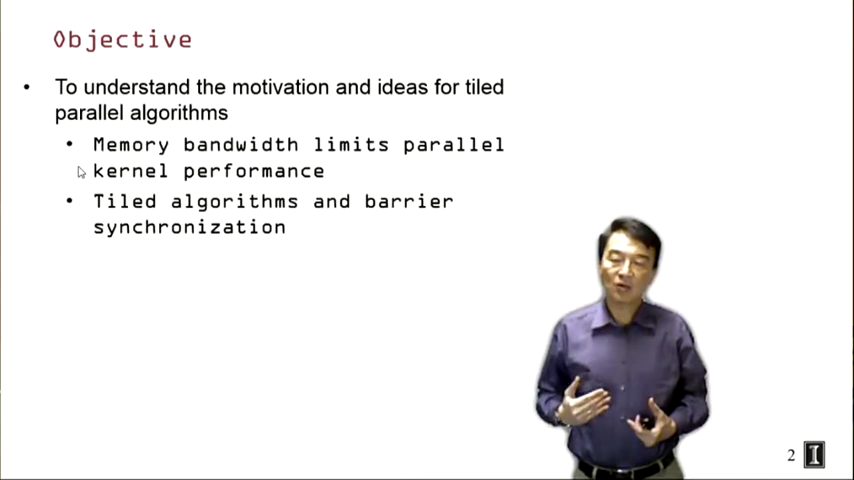 Objective
• To understand the motivation and ideas for tiled
parallel algorithms
• Memory bandwidth limits parallel
kernel performance
• Tiled algorithms and barrier
synchronization
2 I